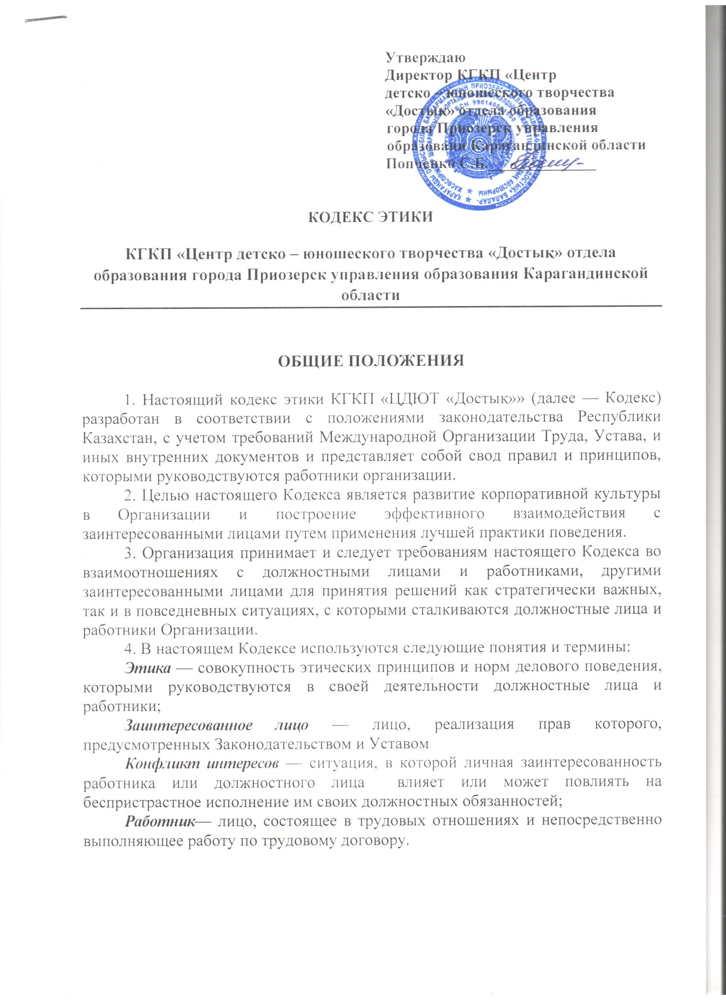 Утверждаю
Директор КГКП «Центр
детско – юношеского творчества
«Достық» отдела образования
города Приозерск управления
образовани Карагандинской области
Попченко С.Б.
КОДЕКС ЭТИКИ
КГКП «Центр детско – юношеского творчества «Достық» отдела
образования города Приозерск управления образования Карагандинской
области
ОБЩИЕ ПОЛОЖЕНИЯ
1. Настоящий кодекс этики КГКП «ЦДЮТ «Достық»» (далее — Кодекс)
разработан в соответствии с положениями законодательства Республики
Казахстан, с учетом требований Международной Организации Труда, Устава, и
иных внутренних документов и представляет собой свод правил и принципов,
которыми руководствуются работники организации.
2. Целью настоящего Кодекса является развитие корпоративной культуры
в Организации и построение эффективного взаимодействия с
заинтересованными лицами путем применения лучшей практики поведения.
3. Организация принимает и следует требованиям настоящего Кодекса во
взаимоотношениях с должностными лицами и работниками, другими
заинтересованными лицами для принятия решений как стратегически важных,
так и в повседневных ситуациях, с которыми сталкиваются должностные лица и
работники Организации.
4. В настоящем Кодексе используются следующие понятия и термины:
Этика — совокупность этических принципов и норм делового поведения,
которыми руководствуются в своей деятельности должностные лица и
работники;
Заинтересованное лицо — лицо, реализация прав которого,
предусмотренных Законодательством и Уставом
Конфликт интересов — ситуация, в которой личная заинтересованность
работника или должностного лица влияет или может повлиять на
беспристрастное исполнение им своих должностных обязанностей;
Работник— лицо, состоящее в трудовых отношениях и непосредственно
выполняющее работу по трудовому договору.